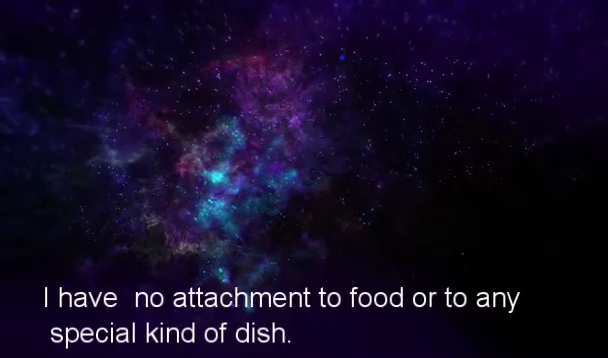 I have  no attachment to food or to any
special kind of dish.